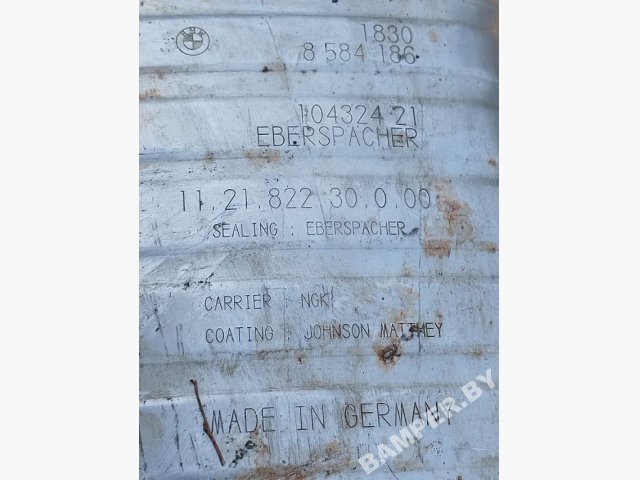 BMW
1830
8 584 186
104324 21
EBERSPACHER
11.21.822.30.0.00
SEALING : EBERSPACHER
CARRIER : NGK
COATING : JOHNSON MATTHEY
MADE IN GERMANY
BAMPER.BY